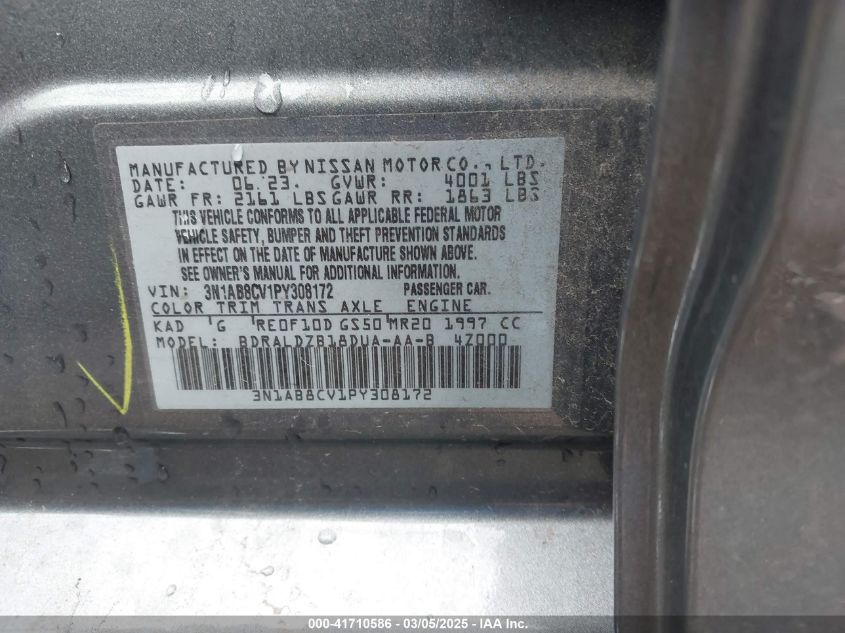 MANUFACTURED BY NISSAN MOTOR CO., LTD.
DATE: 06 23. GVWR: 4001 LBS
GAWR FR: 2161 LBS GAWR RR: 1863 LBS
THIS VEHICLE CONFORMS TO ALL APPLICABLE FEDERAL MOTOR
VEHICLE SAFETY, BUMPER AND THEFT PREVENTION STANDARDS
IN EFFECT ON THE DATE OF MANUFACTURE SHOWN ABOVE.
SEE OWNER'S MANUAL FOR ADDITIONAL INFORMATION.
VIN: 3N1AB8CV1PY308172 PASSENGER CAR.
COLOR TRIM TRANS AXLE ENGINE
KAD 'G 'RE0F10D GS50 'MR20 1997 CC
MODEL: BDRALDZB18DUA-AA-B 4Z000
3N1AB8CV1PY308172
000-41710586 - 03/05/2025 - IAA Inc.